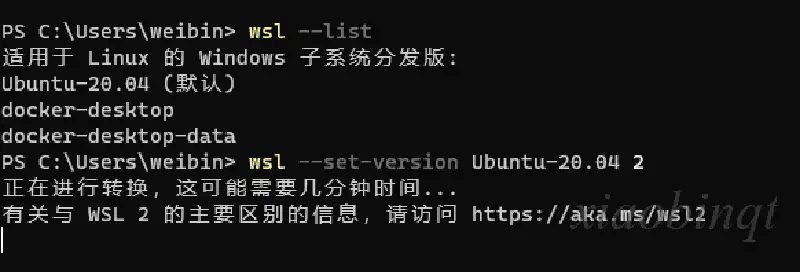 PS C:\Users\weibin> wsl --list
适用于 Linux 的 Windows 子系统分发版:
Ubuntu-20.04 (默认)
docker-desktop
docker-desktop-data
PS C:\Users\weibin> wsl --set-version Ubuntu-20.04 2
正在进行转换，这可能需要几分钟时间...
有关与 WSL 2 的主要区别的信息，请访问 https://aka.ms/wsl2
xiaobinqt